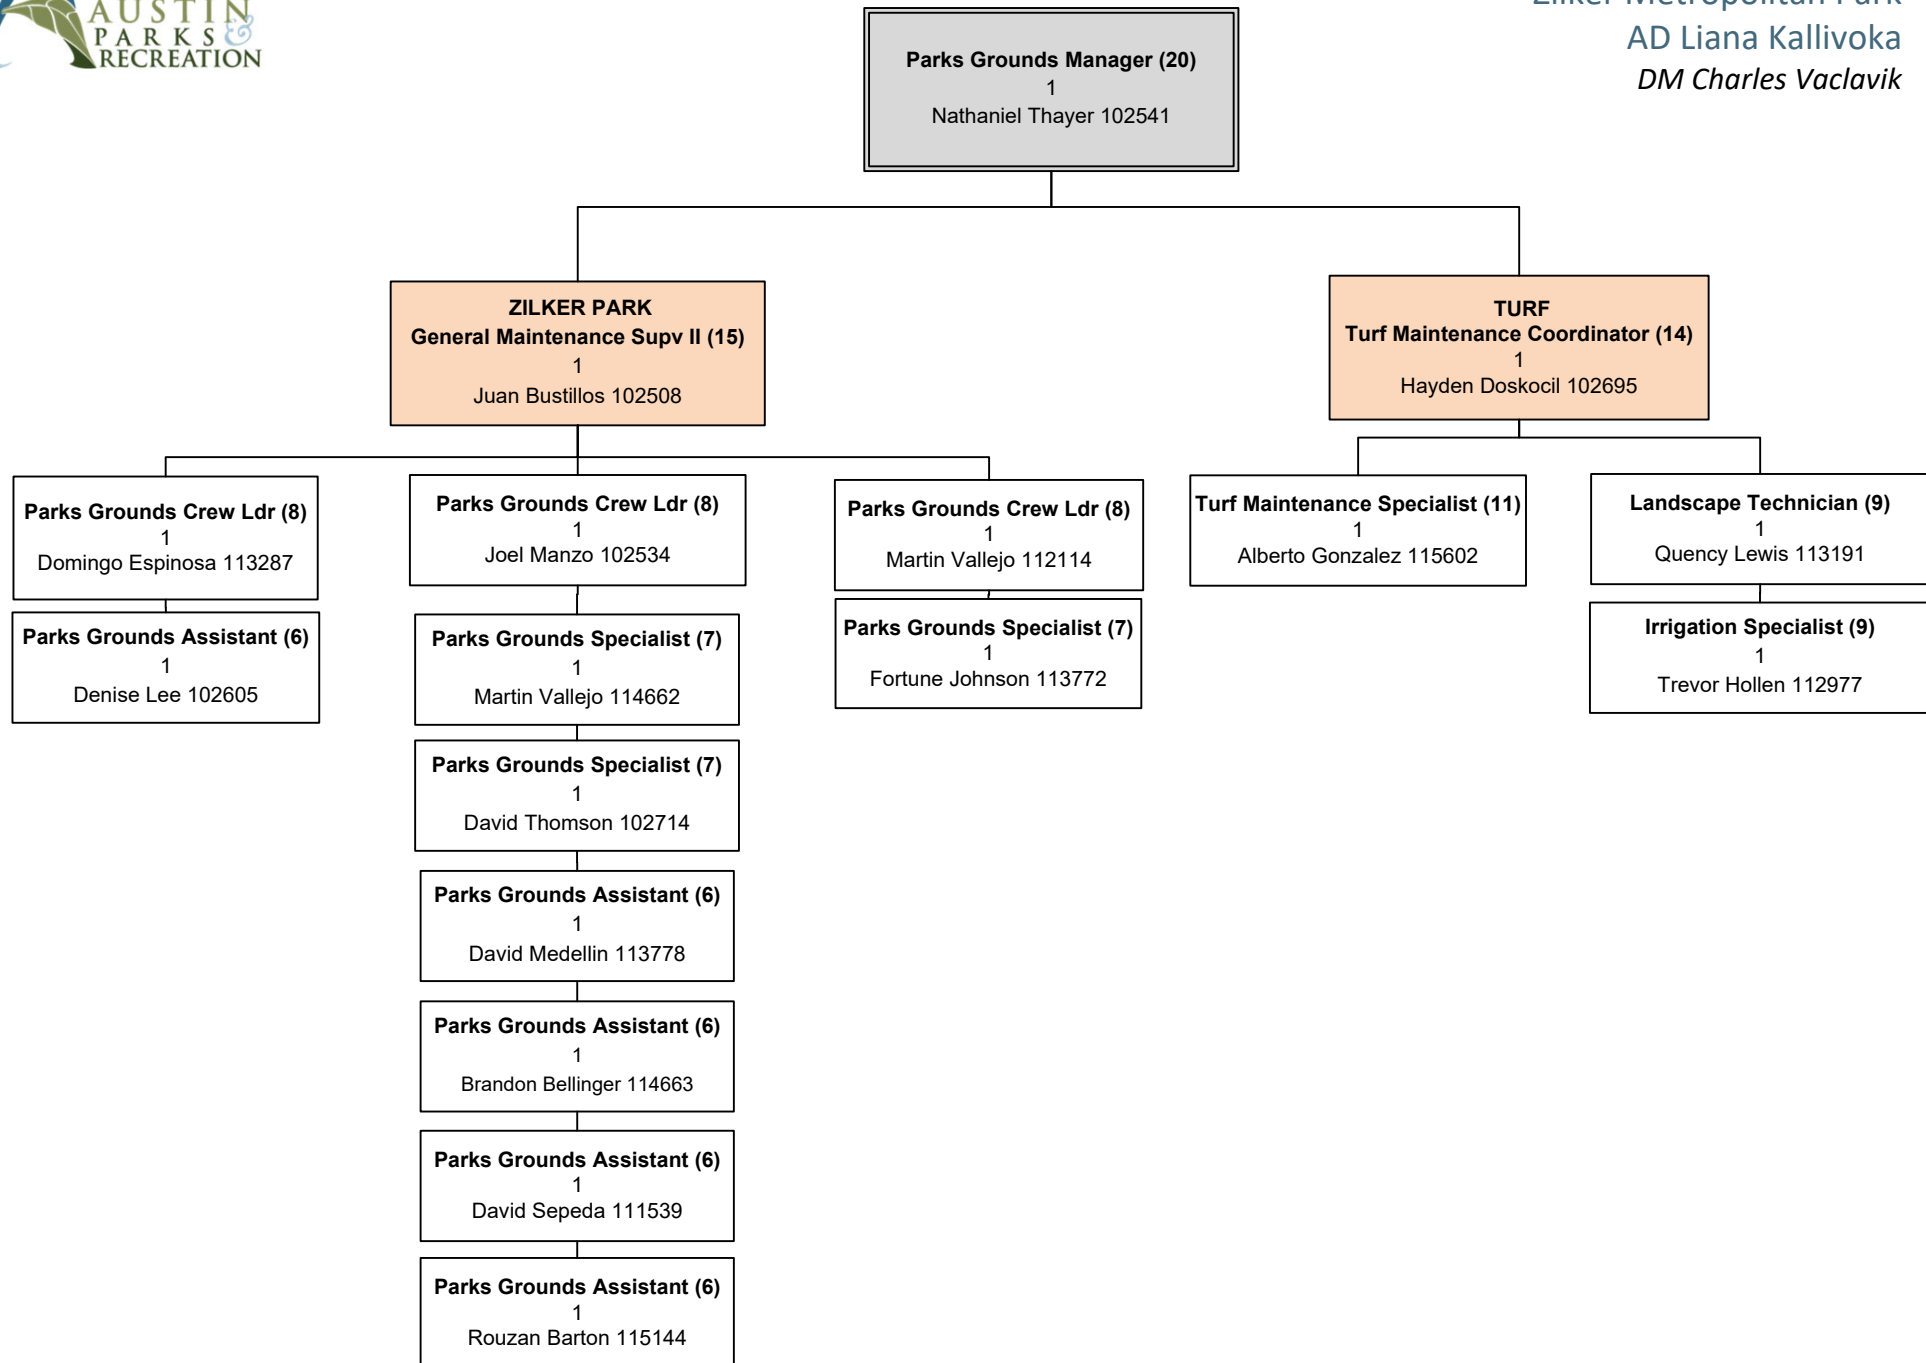 AUSTIN
PARKS &
RECREATION
Zilker Metropolitan Park
AD Liana Kallivoka
DM Charles Vaclavik
Parks Grounds Manager (20)
1
Nathaniel Thayer 102541
ZILKER PARK
General Maintenance Supv II (15)
1
Juan Bustillos 102508
TURF
Turf Maintenance Coordinator (14)
1
Hayden Doskocil 102695
Parks Grounds Crew Ldr (8)
1
Domingo Espinosa 113287
Parks Grounds Assistant (6)
1
Denise Lee 102605
Parks Grounds Crew Ldr (8)
1
Joel Manzo 102534
Parks Grounds Specialist (7)
1
Martin Vallejo 114662
Parks Grounds Specialist (7)
1
David Thomson 102714
Parks Grounds Assistant (6)
1
David Medellin 113778
Parks Grounds Assistant (6)
1
Brandon Bellinger 114663
Parks Grounds Assistant (6)
1
David Sepeda 111539
Parks Grounds Assistant (6)
1
Rouzan Barton 115144
Parks Grounds Crew Ldr (8)
1
Martin Vallejo 112114
Parks Grounds Specialist (7)
1
Fortune Johnson 113772
Turf Maintenance Specialist (11)
1
Alberto Gonzalez 115602
Landscape Technician (9)
1
Quency Lewis 113191
Irrigation Specialist (9)
1
Trevor Hollen 112977